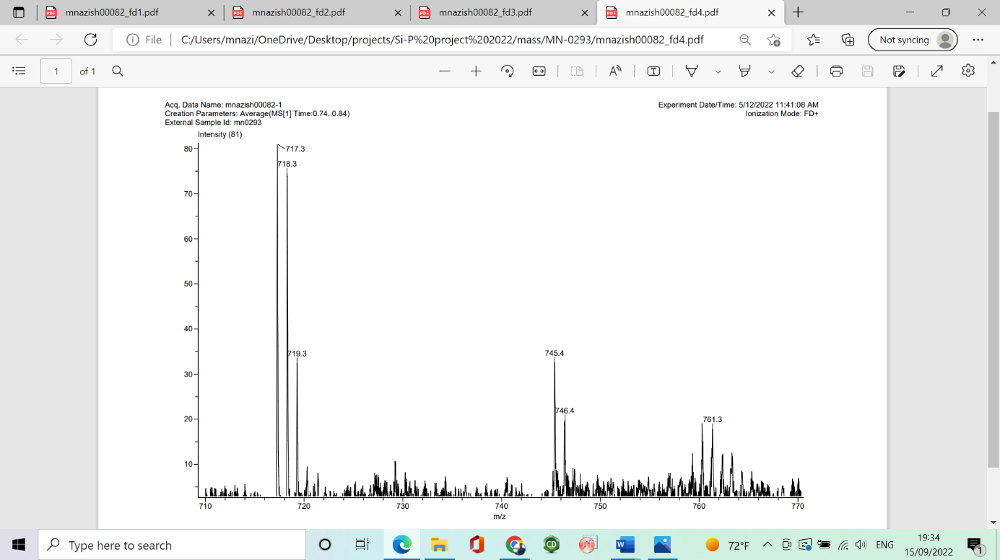 mnazish00082_fd1.pdf
mnazish00082_fd2.pdf
mnazish00082_fd3.pdf
mnazish00082_fd4.pdf
File
C:/Users/mnazi/OneDrive/Desktop/projects/Si-P%20project%202022/mass/MN-0293/mnazish00082_fd4.pdf
Not syncing
1 of 1
Acq. Data Name: mnazish00082-1
Experiment Date/Time: 5/12/2022 11:41:08 AM
Creation Parameters: Average(MS[1] Time:0.74..0.84)
Ionization Mode: FD+
External Sample Id: mn0293
Intensity (81)
80
717.3
718.3
70
60
50
40
719.3
745.4
30
746.4
761.3
20
10
710 720 730 740 750 760 770
m/z
Type here to search
72°F
ENG
19:34
15/09/2022
1